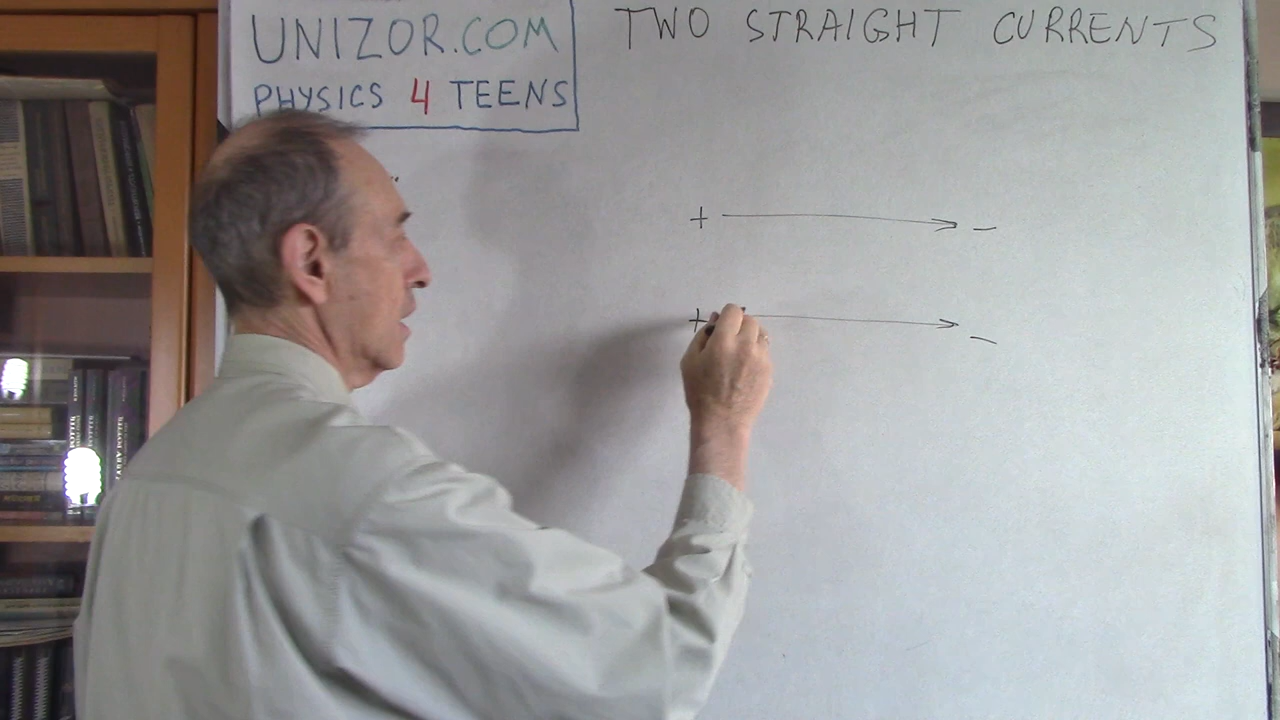 UNIZOR.COM
PHYSICS 4 TEENS
TWO STRAIGHT CURRENTS
+ -
+ -